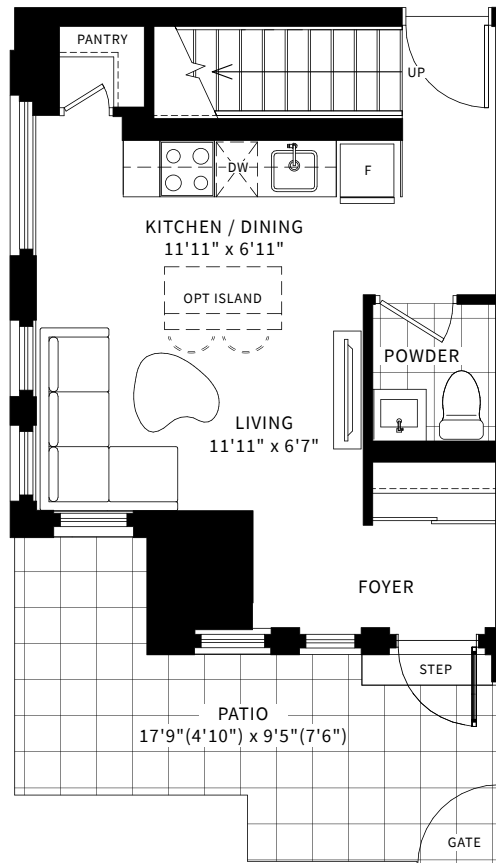 PANTRY
UP
DW
F
KITCHEN / DINING
11'11" x 6'11"
OPT ISLAND
POWDER
LIVING
11'11" x 6'7"
FOYER
STEP
PATIO
17'9"(4'10") x 9'5"(7'6")
GATE